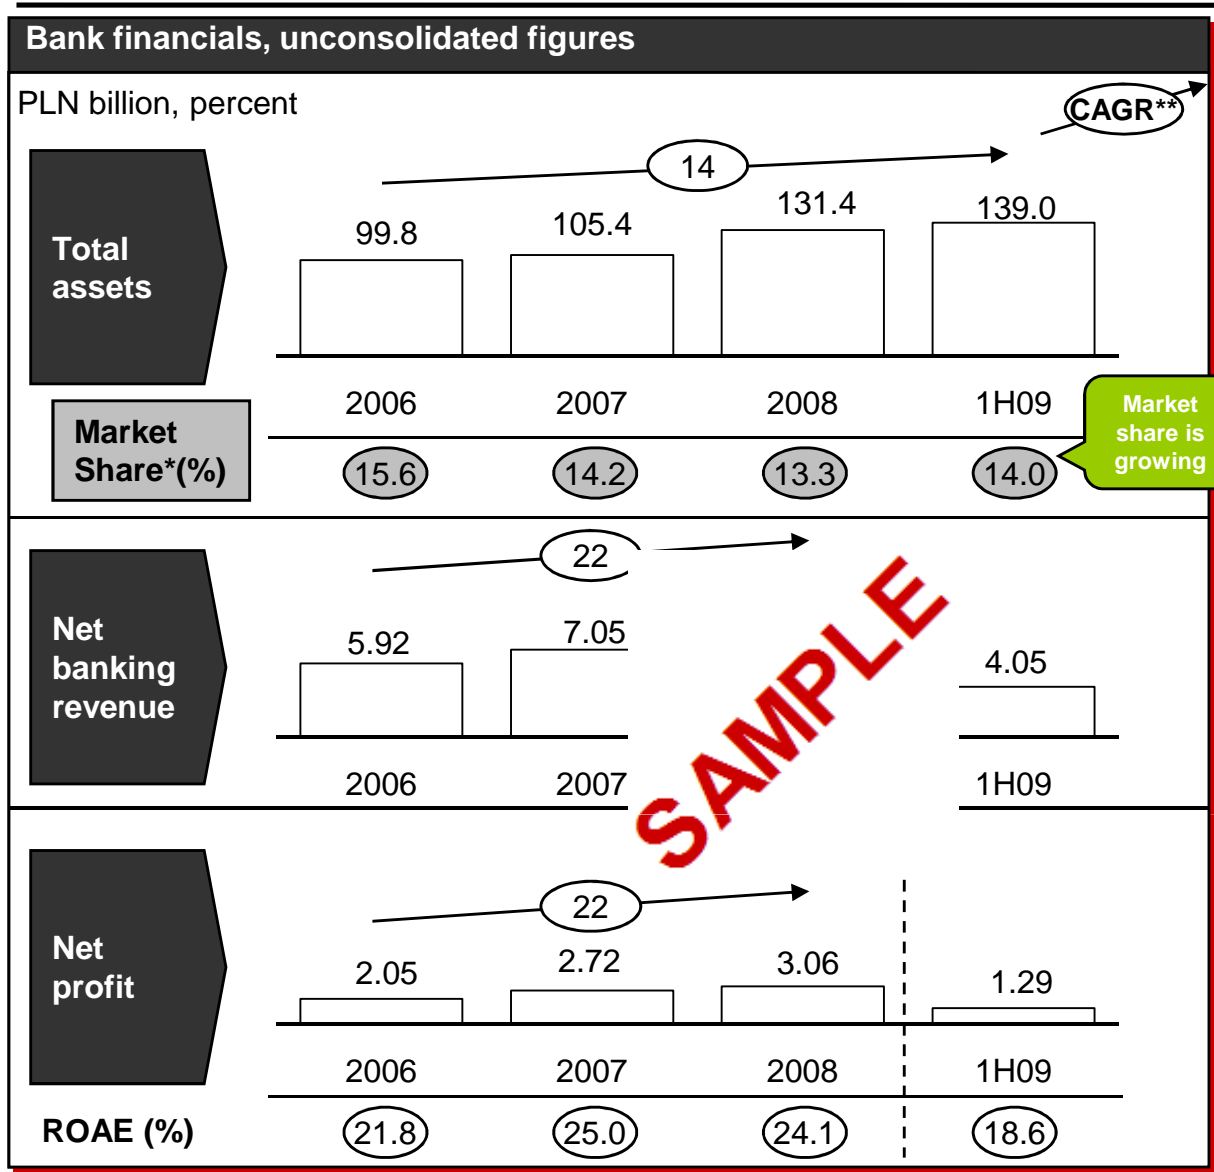 Bank financials, unconsolidated figures
PLN billion, percent
CAGR**
14
Total
assets
99.8 105.4 131.4 139.0
2006 2007 2008 1H09
Market
Share*(%)
15.6 14.2 13.3 14.0
Market
share is
growing
22
Net
banking
revenue
5.92 7.05 4.05
2006 2007 1H09
SAMPLE
22
Net
profit
2.05 2.72 3.06 1.29
2006 2007 2008 1H09
ROAE (%) 21.8 25.0 24.1 18.6